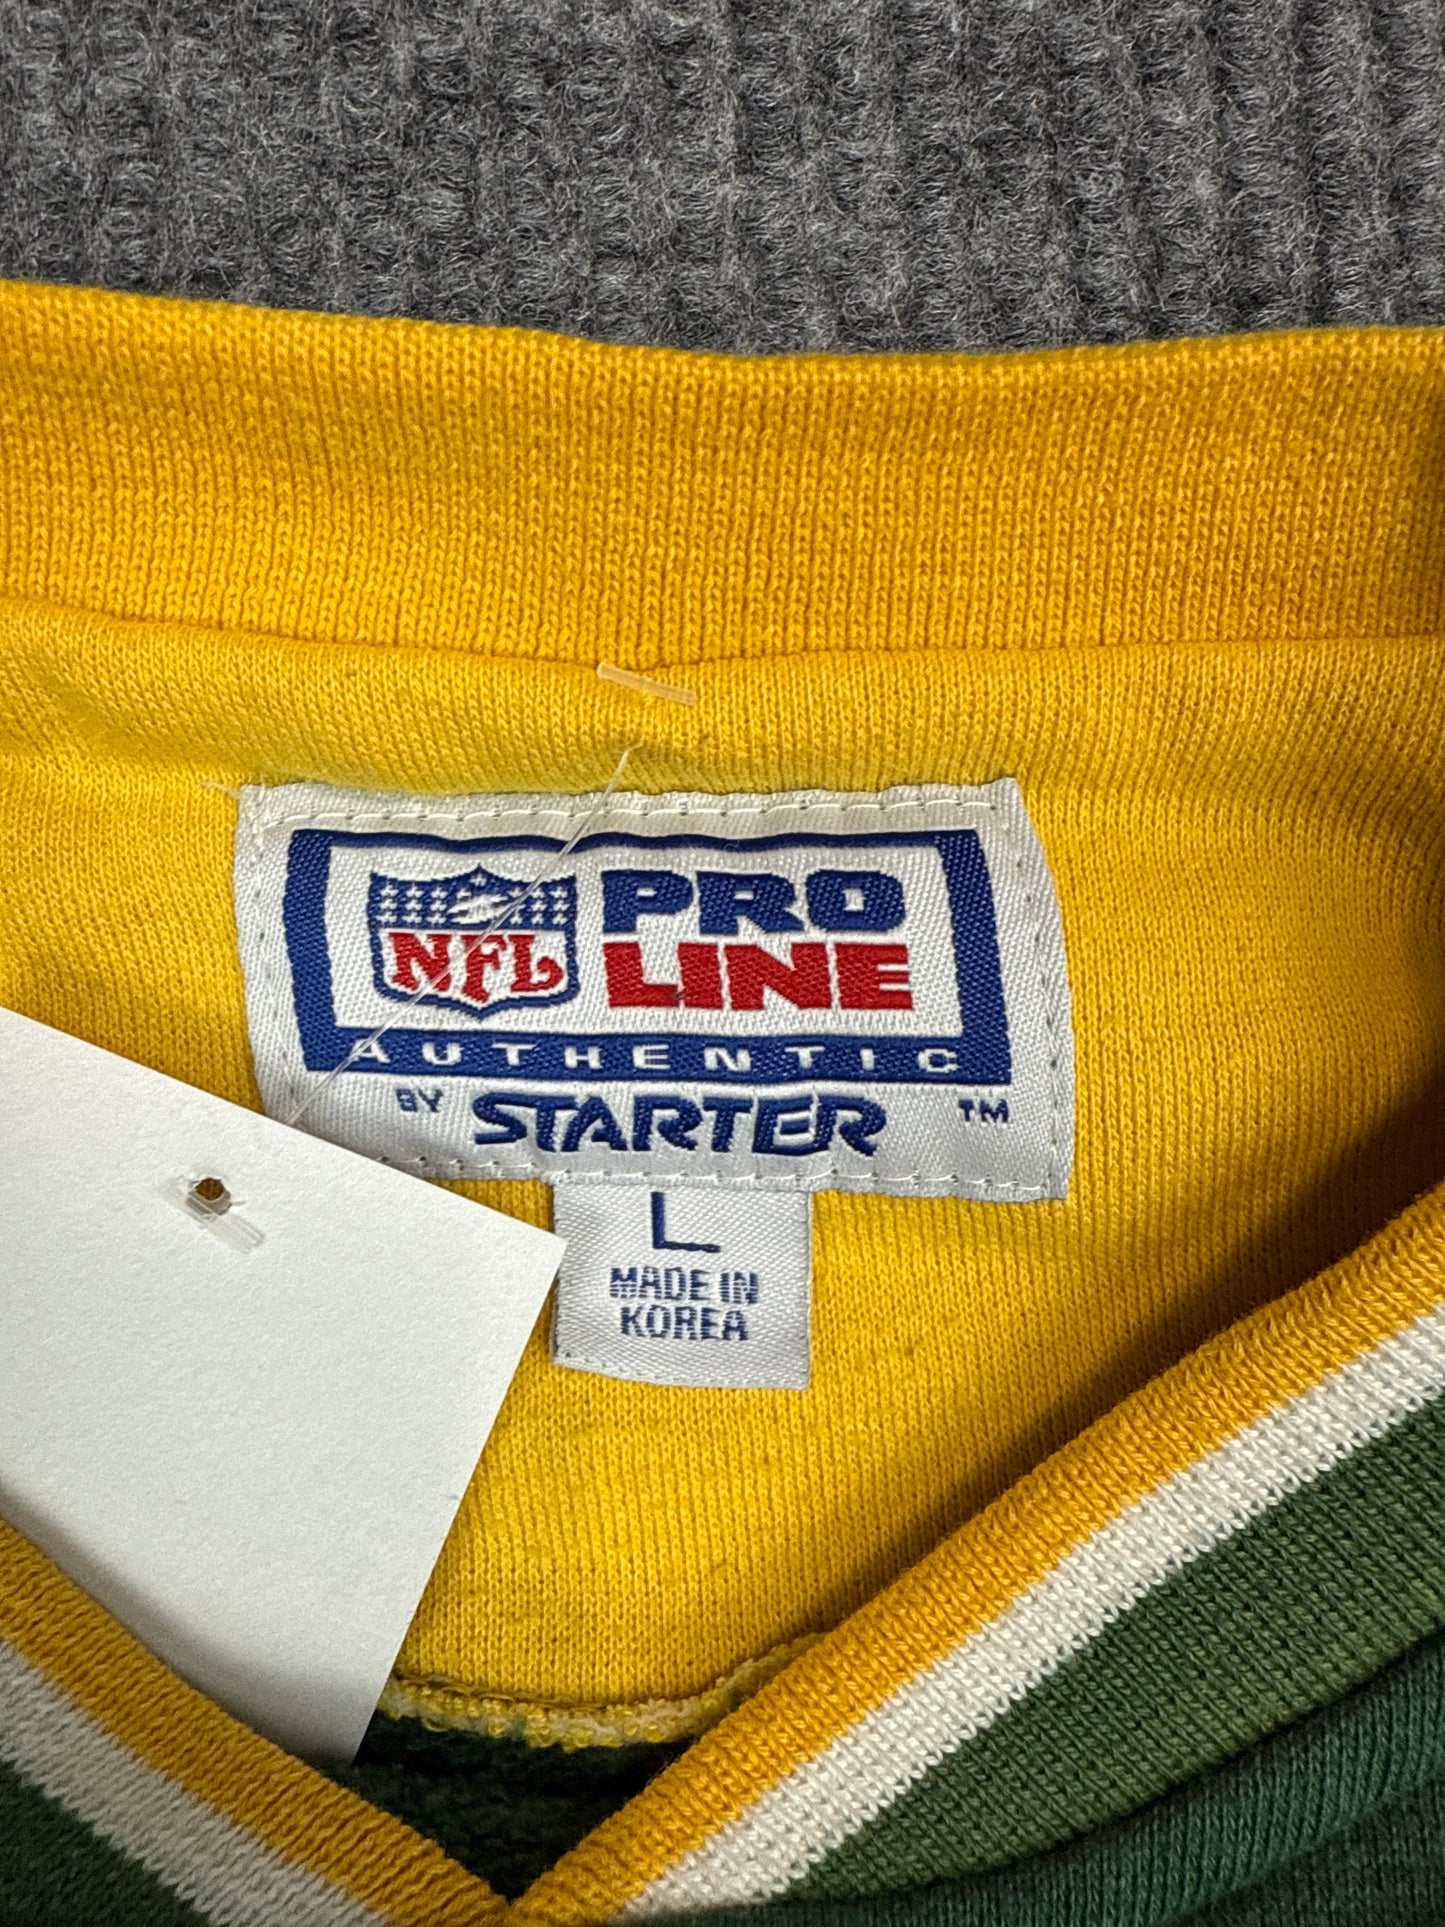 NFL PRO
LINE
AUTHENTIC
BY STARTER TM
L
MADE IN
KOREA